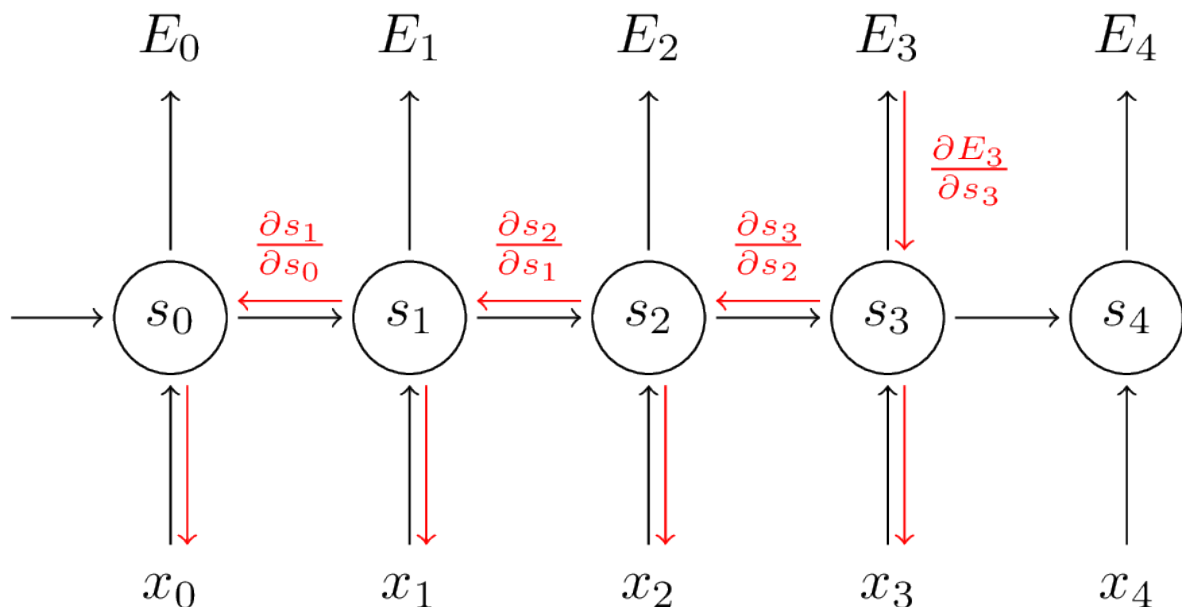 E₀ E₁ E₂ E₃ E₄
∂E₃/∂s₃
∂s₁/∂s₀ ∂s₂/∂s₁ ∂s₃/∂s₂
s₀ s₁ s₂ s₃ s₄
x₀ x₁ x₂ x₃ x₄